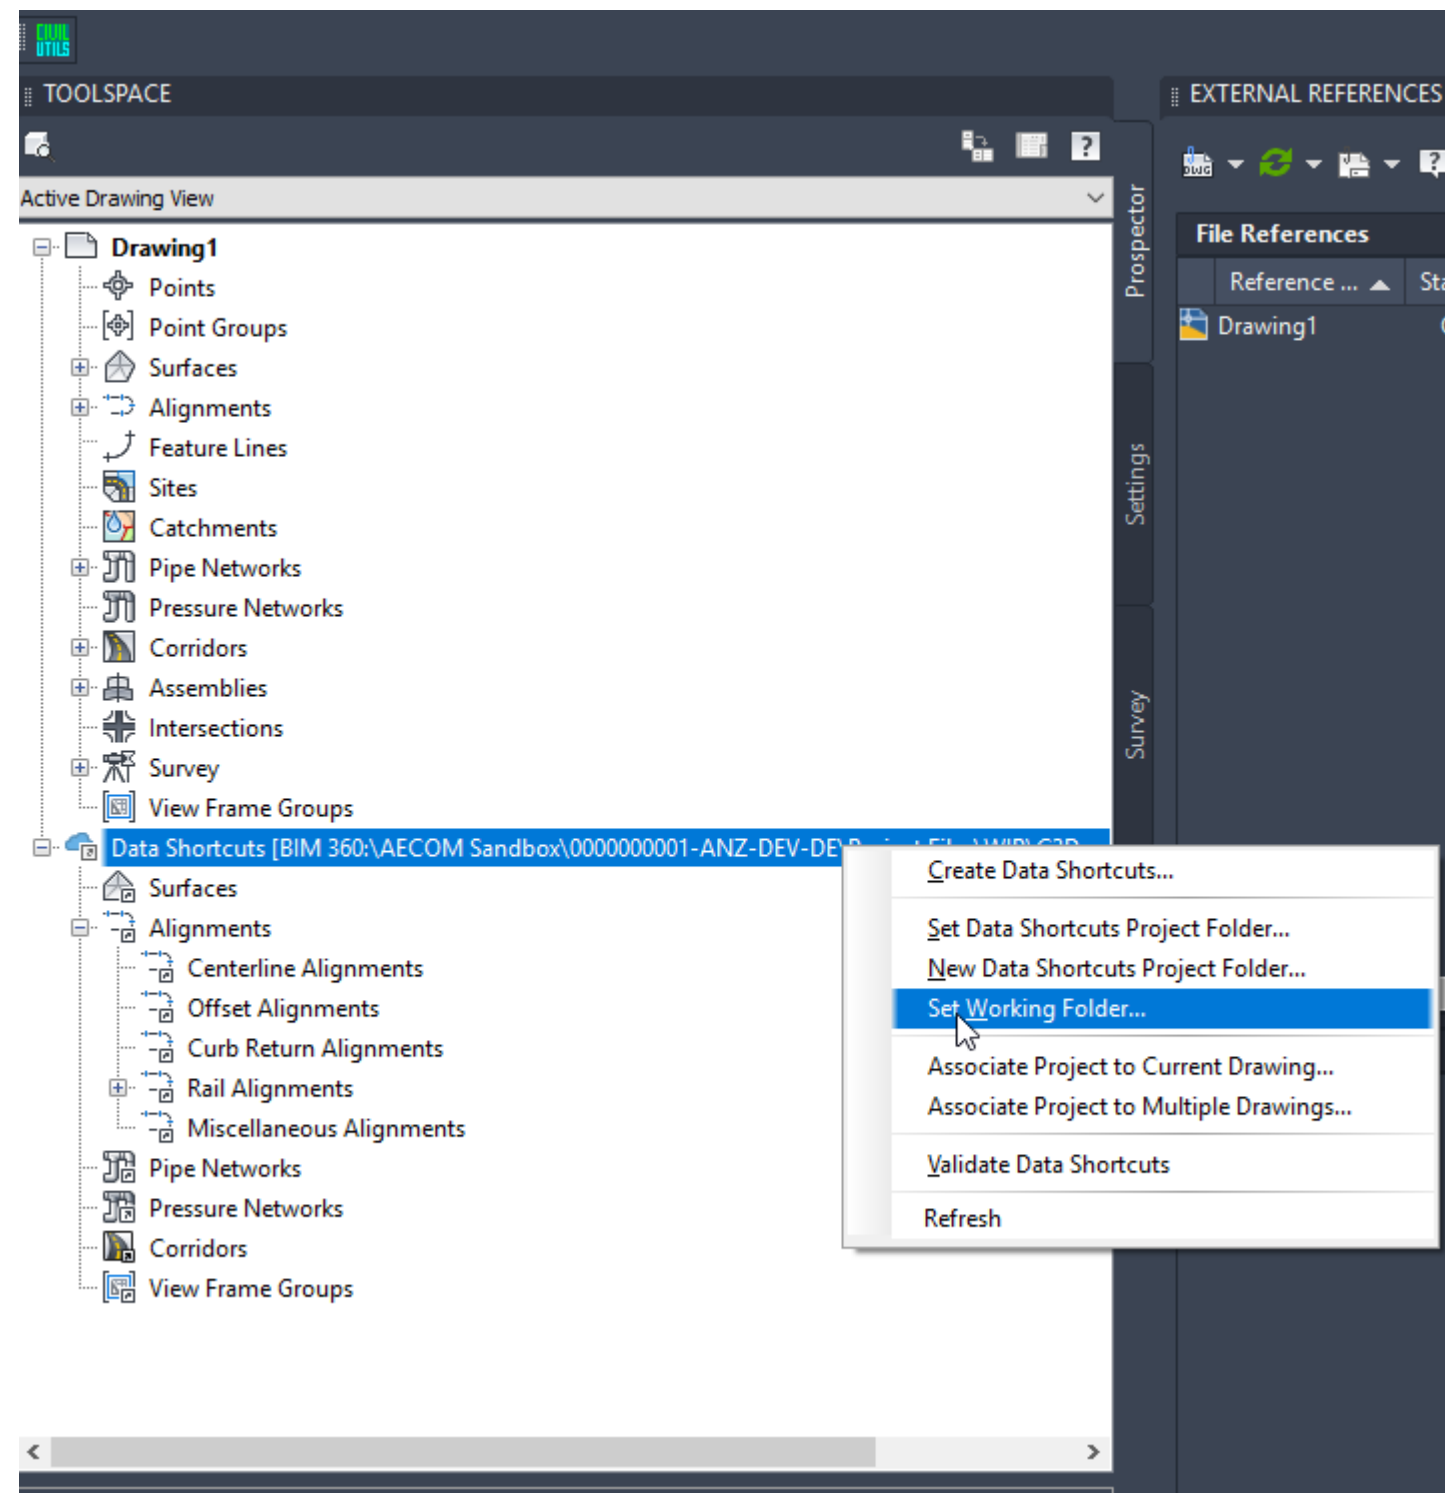 CIVIL
UTILS
TOOLSPACE
Active Drawing View
Drawing1
Points
Point Groups
Surfaces
Alignments
Feature Lines
Sites
Catchments
Pipe Networks
Pressure Networks
Corridors
Assemblies
Intersections
Survey
View Frame Groups
Data Shortcuts [BIM 360:\AECOM Sandbox\0000000001-ANZ-DEV-DE\Project Files\WIP\C3D
Surfaces
Alignments
Centerline Alignments
Offset Alignments
Curb Return Alignments
Rail Alignments
Miscellaneous Alignments
Pipe Networks
Pressure Networks
Corridors
View Frame Groups
Prospector
Settings
Survey
EXTERNAL REFERENCES
DWG
File References
Reference ... Sta
Drawing1
Create Data Shortcuts...
Set Data Shortcuts Project Folder...
New Data Shortcuts Project Folder...
Set Working Folder...
Associate Project to Current Drawing...
Associate Project to Multiple Drawings...
Validate Data Shortcuts
Refresh